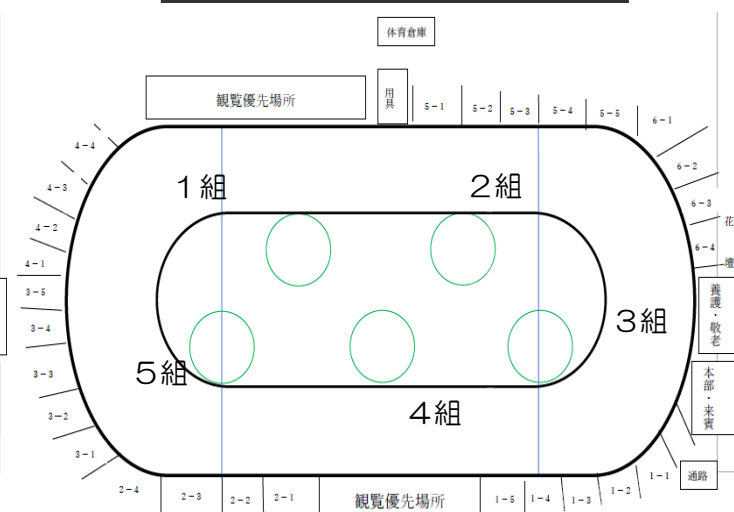 体育倉庫
観覧優先場所
用具
5-1
5-2
5-3
5-4
5-5
6-1
4-4
6-2
4-3
1組
2組
6-3
4-2
花壇
6-4
4-1
3-5
養護・敬老
3-4
3組
3-3
5組
本部・来賓
3-2
4組
3-1
1-1
通路
2-4
2-3
2-2
2-1
観覧優先場所
1-5
1-4
1-3
1-2